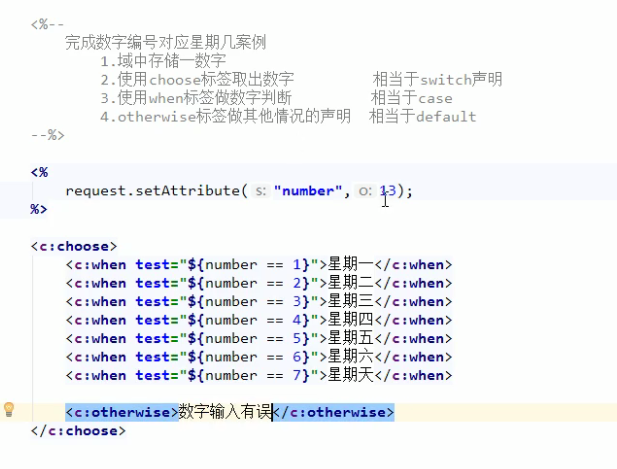 <%--
完成数字编号对应星期几案例
1.域中存储一数字
2.使用choose标签取出数字 相当于switch声明
3.使用when标签做数字判断 相当于case
4.otherwise标签做其他情况的声明 相当于default
--%>
<%
request.setAttribute( s: "number", o: 13);
%>
<c:choose>
<c:when test="${number == 1}">星期一</c:when>
<c:when test="${number == 2}">星期二</c:when>
<c:when test="${number == 3}">星期三</c:when>
<c:when test="${number == 4}">星期四</c:when>
<c:when test="${number == 5}">星期五</c:when>
<c:when test="${number == 6}">星期六</c:when>
<c:when test="${number == 7}">星期天</c:when>
<c:otherwise>数字输入有误</c:otherwise>
</c:choose>